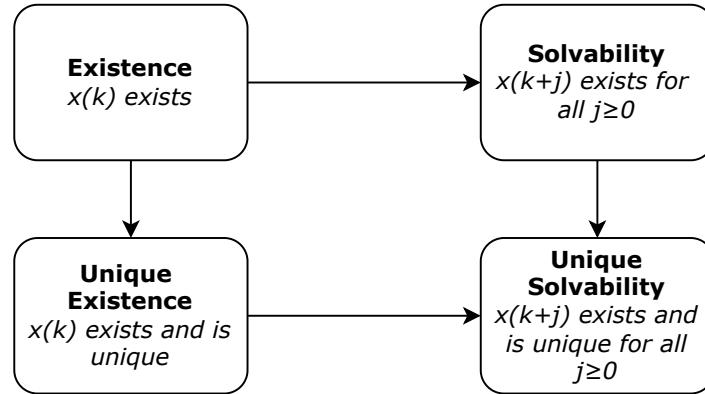 Existence
x(k) exists
Solvability
x(k+j) exists for
all j≥0
Unique
Existence
x(k) exists and is
unique
Unique
Solvability
x(k+j) exists and
is unique for all
j≥0